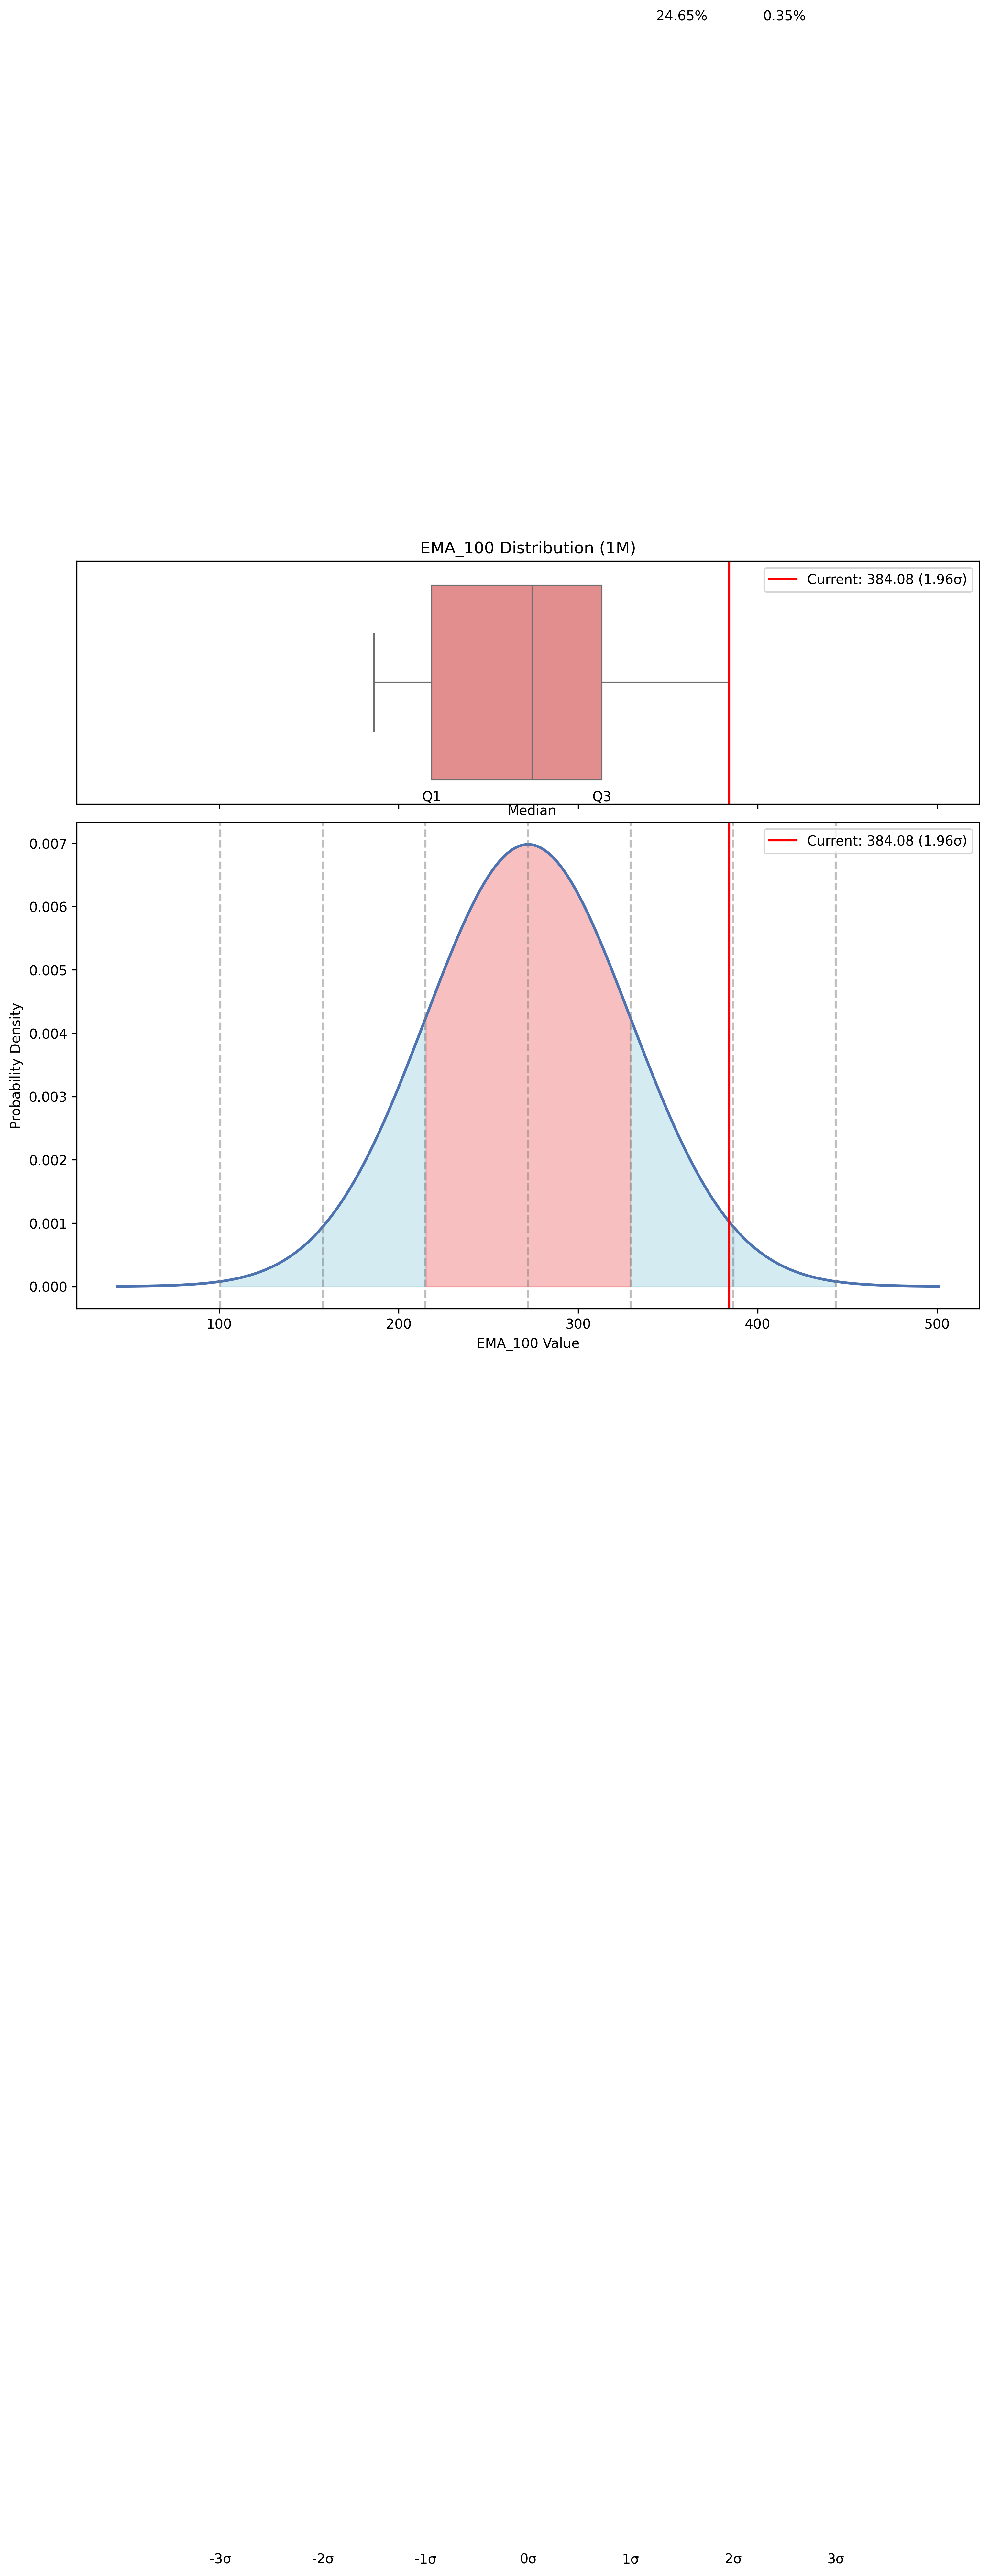 24.65% 0.35%
EMA_100 Distribution (1M)
Current: 384.08 (1.96σ)
Q1 Q3
Median
Current: 384.08 (1.96σ)
0.007
0.006
0.005
0.004
0.003
0.002
0.001
0.000
Probability Density
100 200 300 400 500
EMA_100 Value
-3σ -2σ -1σ 0σ 1σ 2σ 3σ